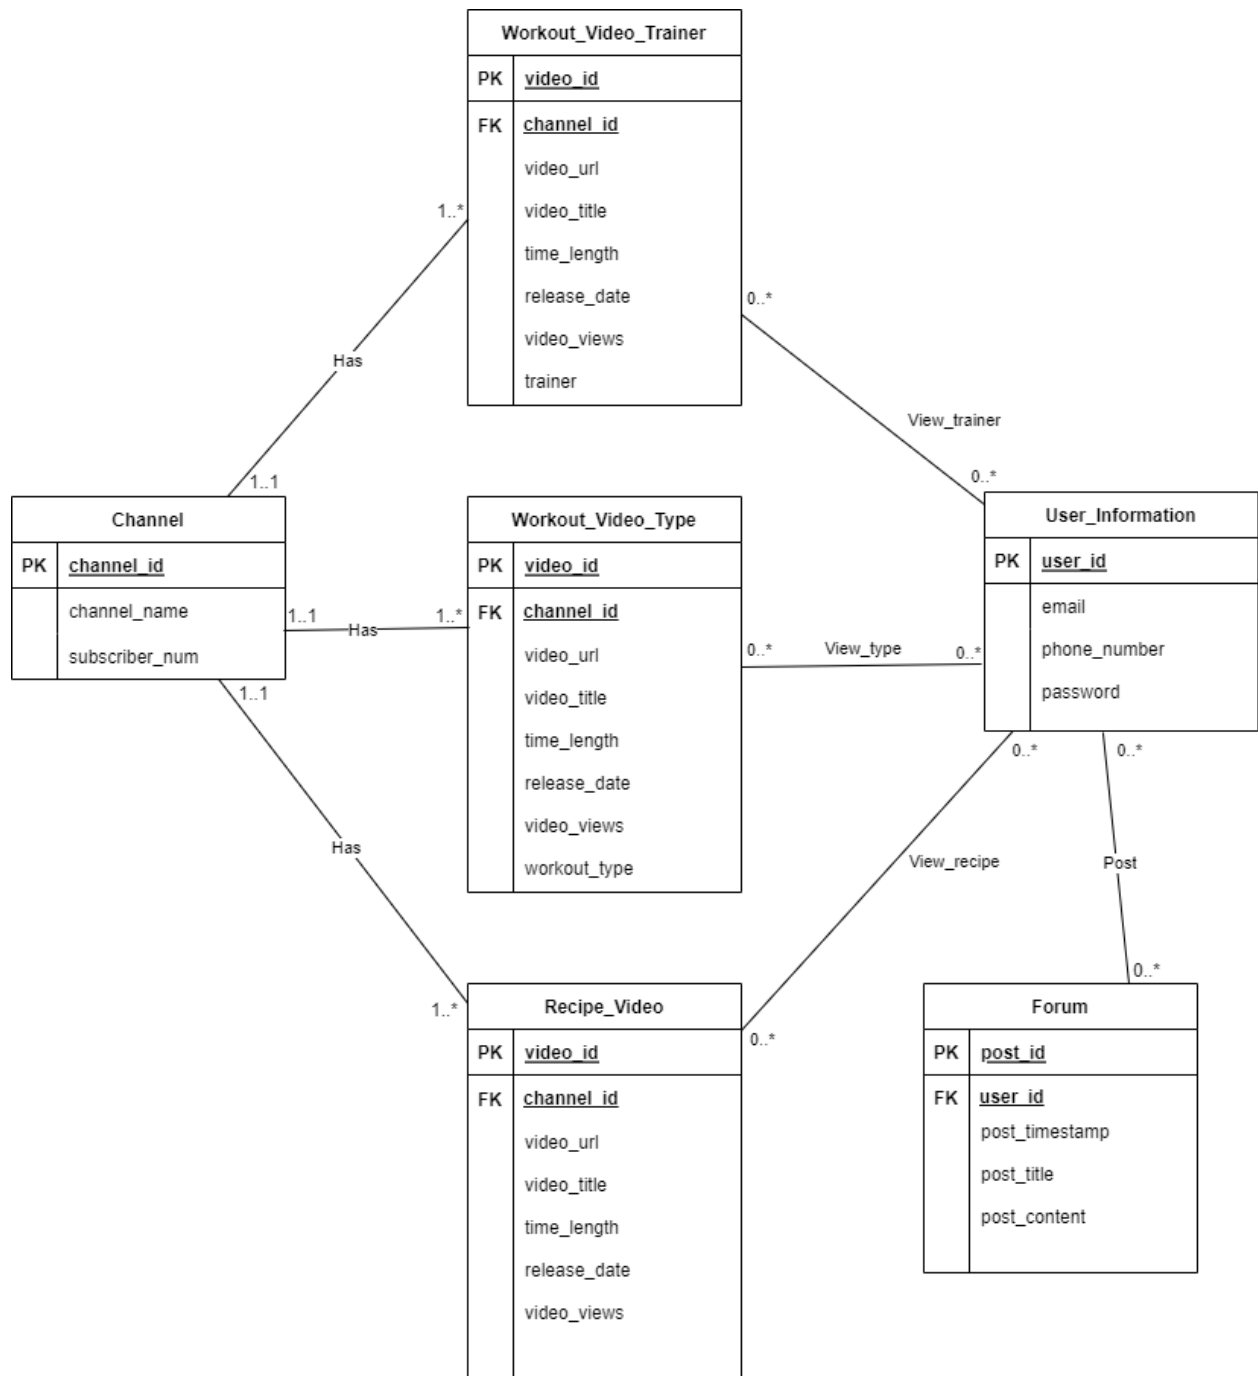 Workout_Video_Trainer
PK video_id
FK channel_id
video_url
video_title
time_length
release_date
video_views
trainer
1..*
Has
1..1
0..*
View_trainer
0..*
Channel
PK channel_id
channel_name
subscriber_num
1..1
Has
1..*
1..1
Has
1..*
Workout_Video_Type
PK video_id
FK channel_id
video_url
video_title
time_length
release_date
video_views
workout_type
0..*
View_type
0..*
User_Information
PK user_id
email
phone_number
password
0..*
View_recipe
0..*
0..*
Post
0..*
Recipe_Video
PK video_id
FK channel_id
video_url
video_title
time_length
release_date
video_views
Forum
PK post_id
FK user_id
post_timestamp
post_title
post_content